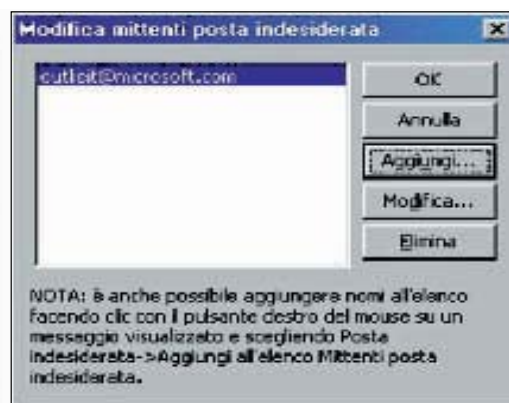 Modifica mittenti posta indesiderata
outlsit@microsoft.com
OK
Annulla
Aggiungi...
Modifica...
Elimina
NOTA: è anche possibile aggiungere nomi all'elenco
facendo clic con il pulsante destro del mouse su un
messaggio visualizzato e scegliendo Posta
indesiderata->Aggiungi all'elenco Mittenti posta
indesiderata.